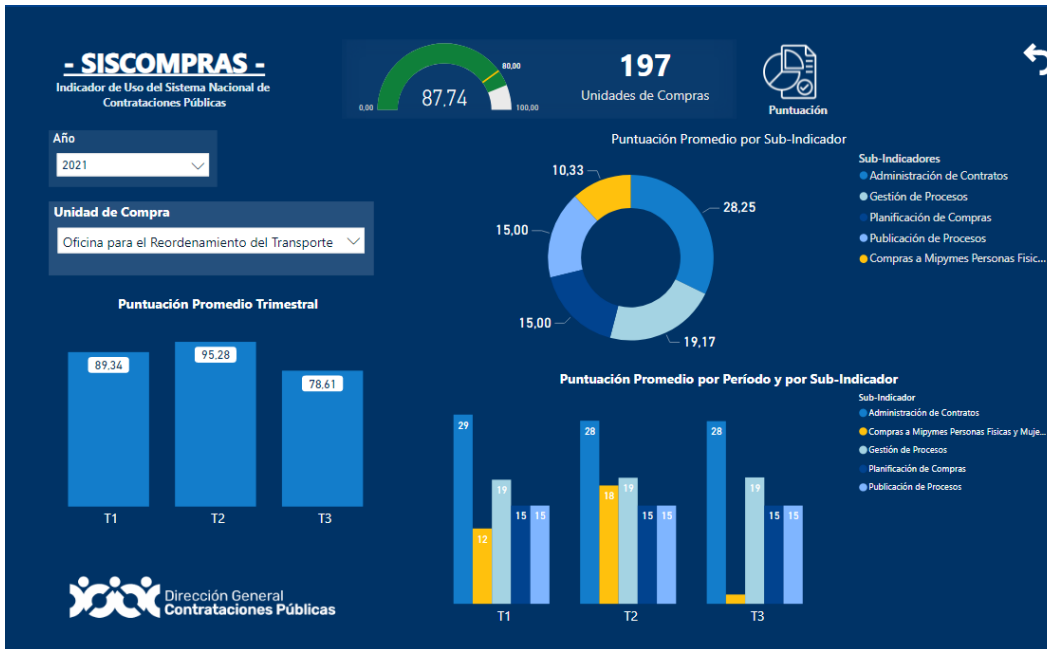 - SISCOMPRAS -
Indicador de Uso del Sistema Nacional de
Contrataciones Públicas
0,00
87,74
80,00
100,00
197
Unidades de Compras
Puntuación
Año
2021
Unidad de Compra
Oficina para el Reordenamiento del Transporte
Puntuación Promedio por Sub-Indicador
10,33
28,25
15,00
15,00
19,17
Sub-Indicadores
Administración de Contratos
Gestión de Procesos
Planificación de Compras
Publicación de Procesos
Compras a Mipymes Personas Fisic...
Puntuación Promedio Trimestral
89,34
95,28
78,61
T1
T2
T3
Puntuación Promedio por Período y por Sub-Indicador
29
12
19
15
15
28
18
19
15
15
28
19
15
15
T1
T2
T3
Sub-Indicador
Administración de Contratos
Compras a Mipymes Personas Fisicas y Muje...
Gestión de Procesos
Planificación de Compras
Publicación de Procesos
Dirección General
Contrataciones Públicas